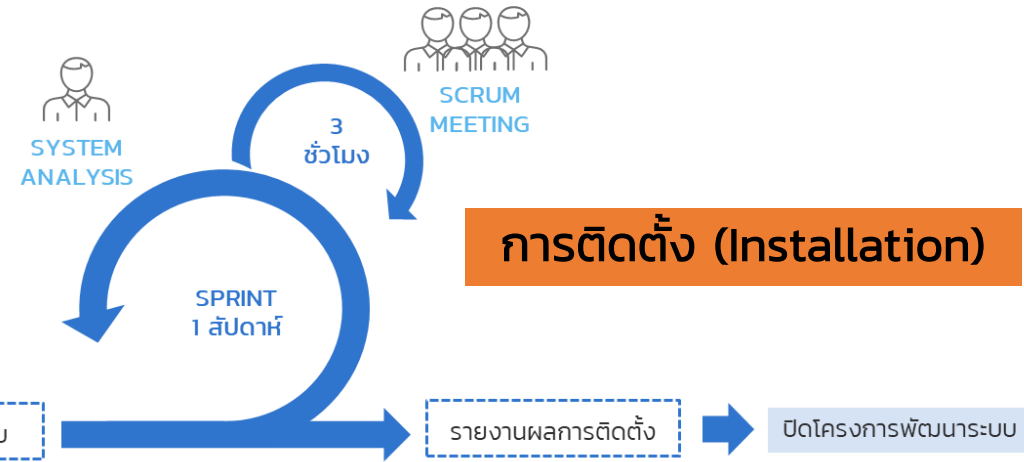 SCRUM
MEETING
3
ชั่วโมง
SYSTEM
ANALYSIS
การติดตั้ง (Installation)
SPRINT
1 สัปดาห์
รายงานผลการติดตั้ง
ปิดโครงการพัฒนาระบบ